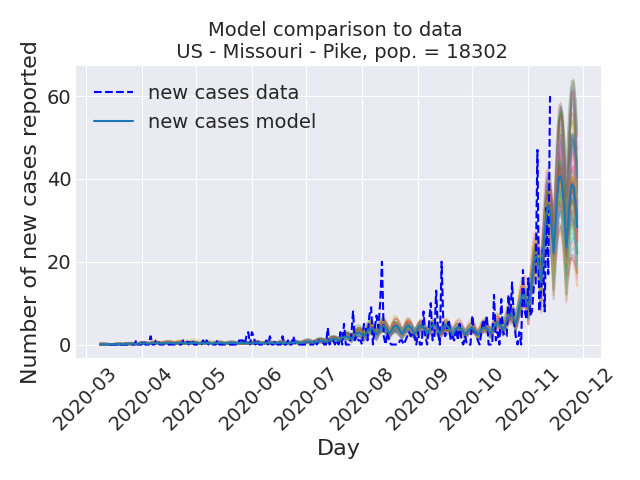 Model comparison to data
US - Missouri - Pike, pop. = 18302
Number of new cases reported
60
40
20
0
new cases data
new cases model
2020-03
2020-04
2020-05
2020-06
2020-07
2020-08
2020-09
2020-10
2020-11
2020-12
Day